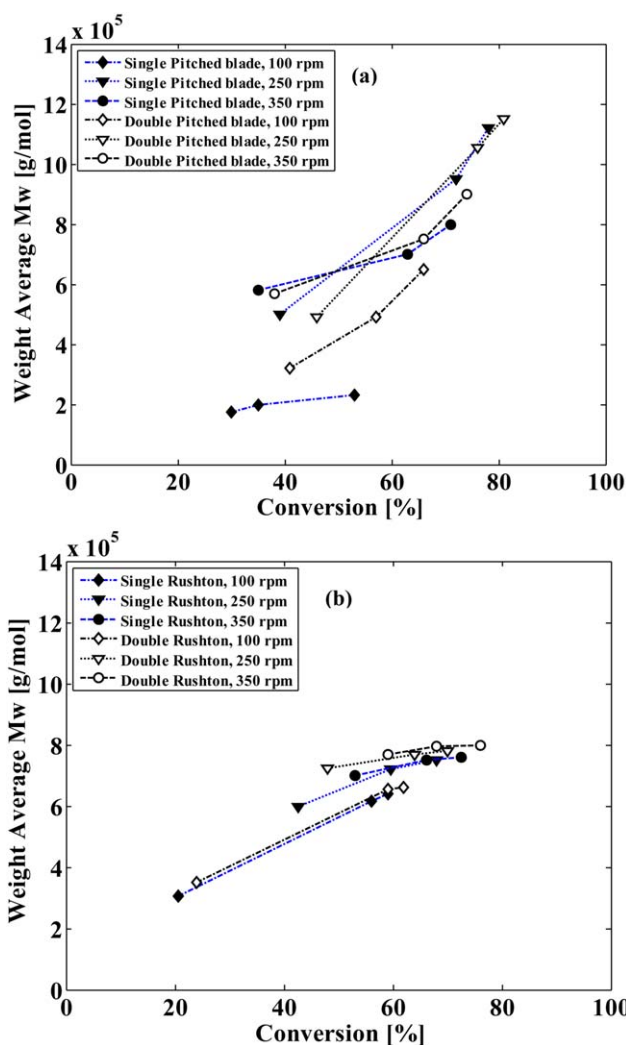 x 10⁵
14
12
10
8
6
4
2
0
Weight Average Mw [g/mol]
Single Pitched blade, 100 rpm
Single Pitched blade, 250 rpm
Single Pitched blade, 350 rpm
Double Pitched blade, 100 rpm
Double Pitched blade, 250 rpm
Double Pitched blade, 350 rpm
(a)
0 20 40 60 80 100
Conversion [%]
x 10⁵
14
12
10
8
6
4
2
0
Weight Average Mw [g/mol]
Single Rushton, 100 rpm
Single Rushton, 250 rpm
Single Rushton, 350 rpm
Double Rushton, 100 rpm
Double Rushton, 250 rpm
Double Rushton, 350 rpm
(b)
0 20 40 60 80 100
Conversion [%]